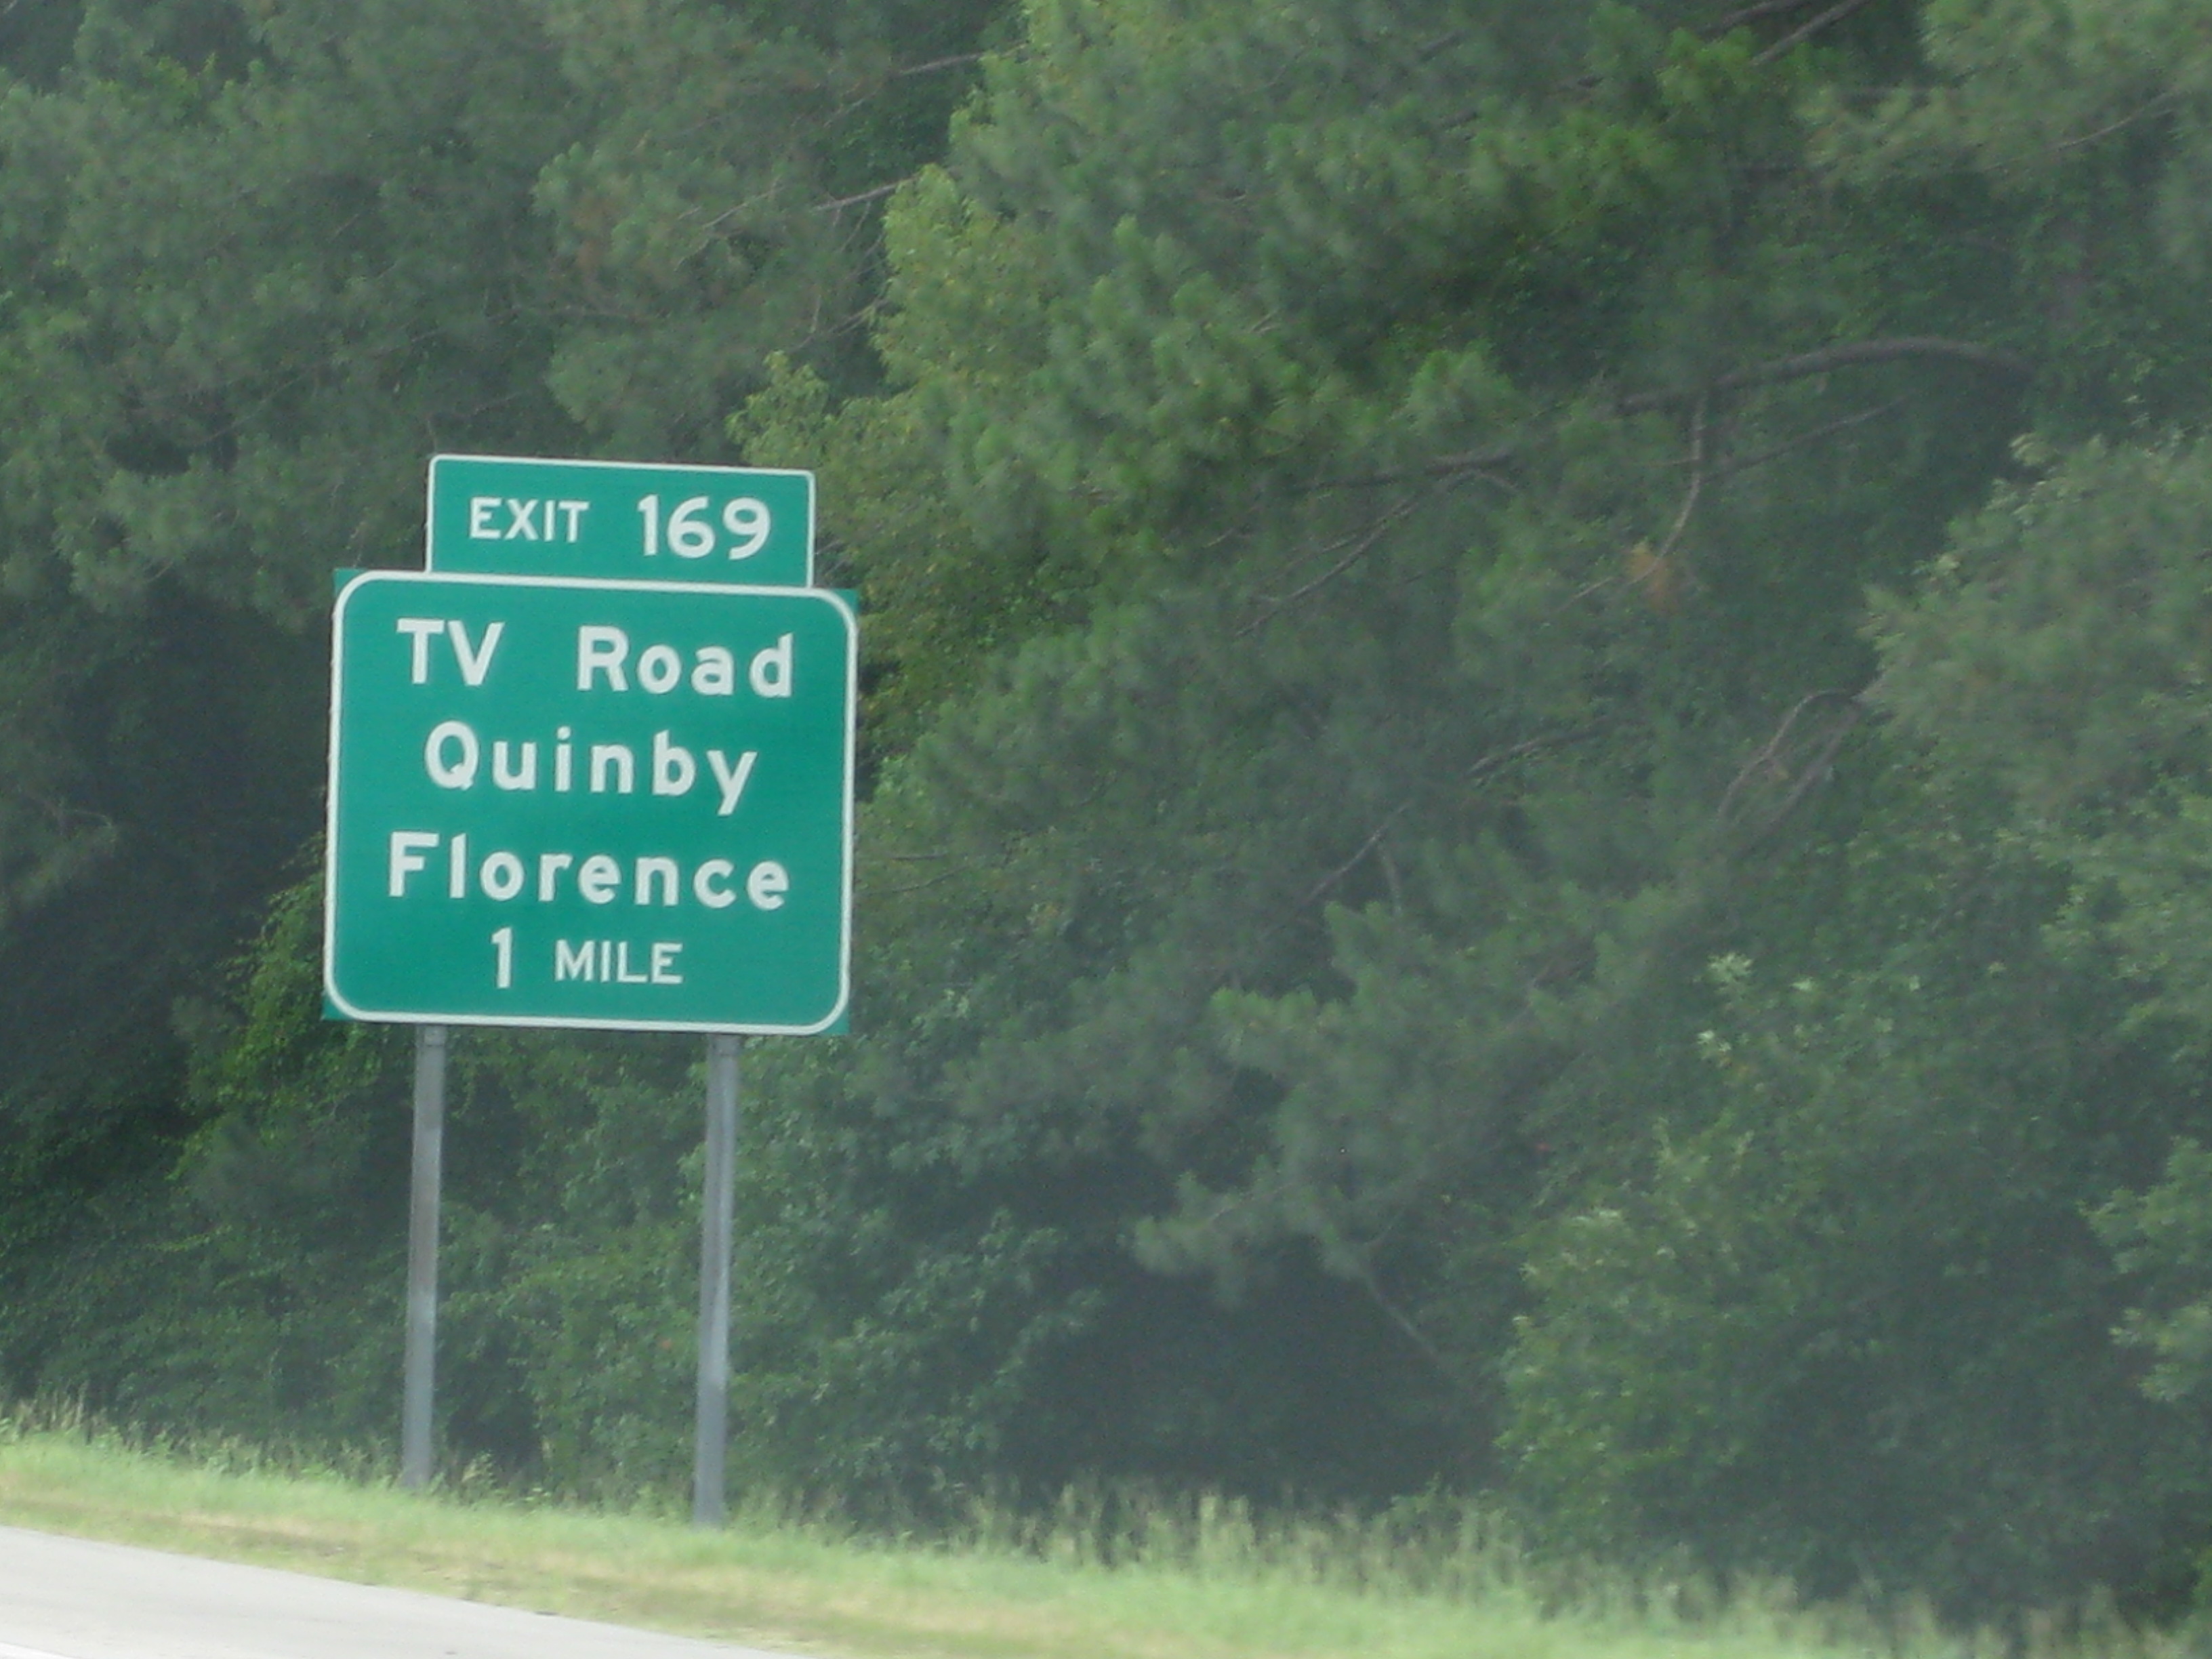 EXIT 169
TV Road
Quinby
Florence
1 MILE